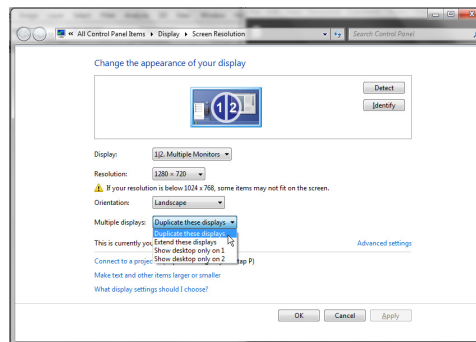 « All Control Panel Items ▸ Display ▸ Screen Resolution
Search Control Panel
Change the appearance of your display
1|2
Detect
Identify
Display: 1|2. Multiple Monitors
Resolution: 1280 × 720
If your resolution is below 1024 x 768, some items may not fit on the screen.
Orientation: Landscape
Multiple displays: Duplicate these displays
Duplicate these displays
This is currently you
Extend these displays
Advanced settings
Show desktop only on 1
Connect to a projec
Show desktop only on 2
tap P)
Make text and other items larger or smaller
What display settings should I choose?
OK Cancel Apply